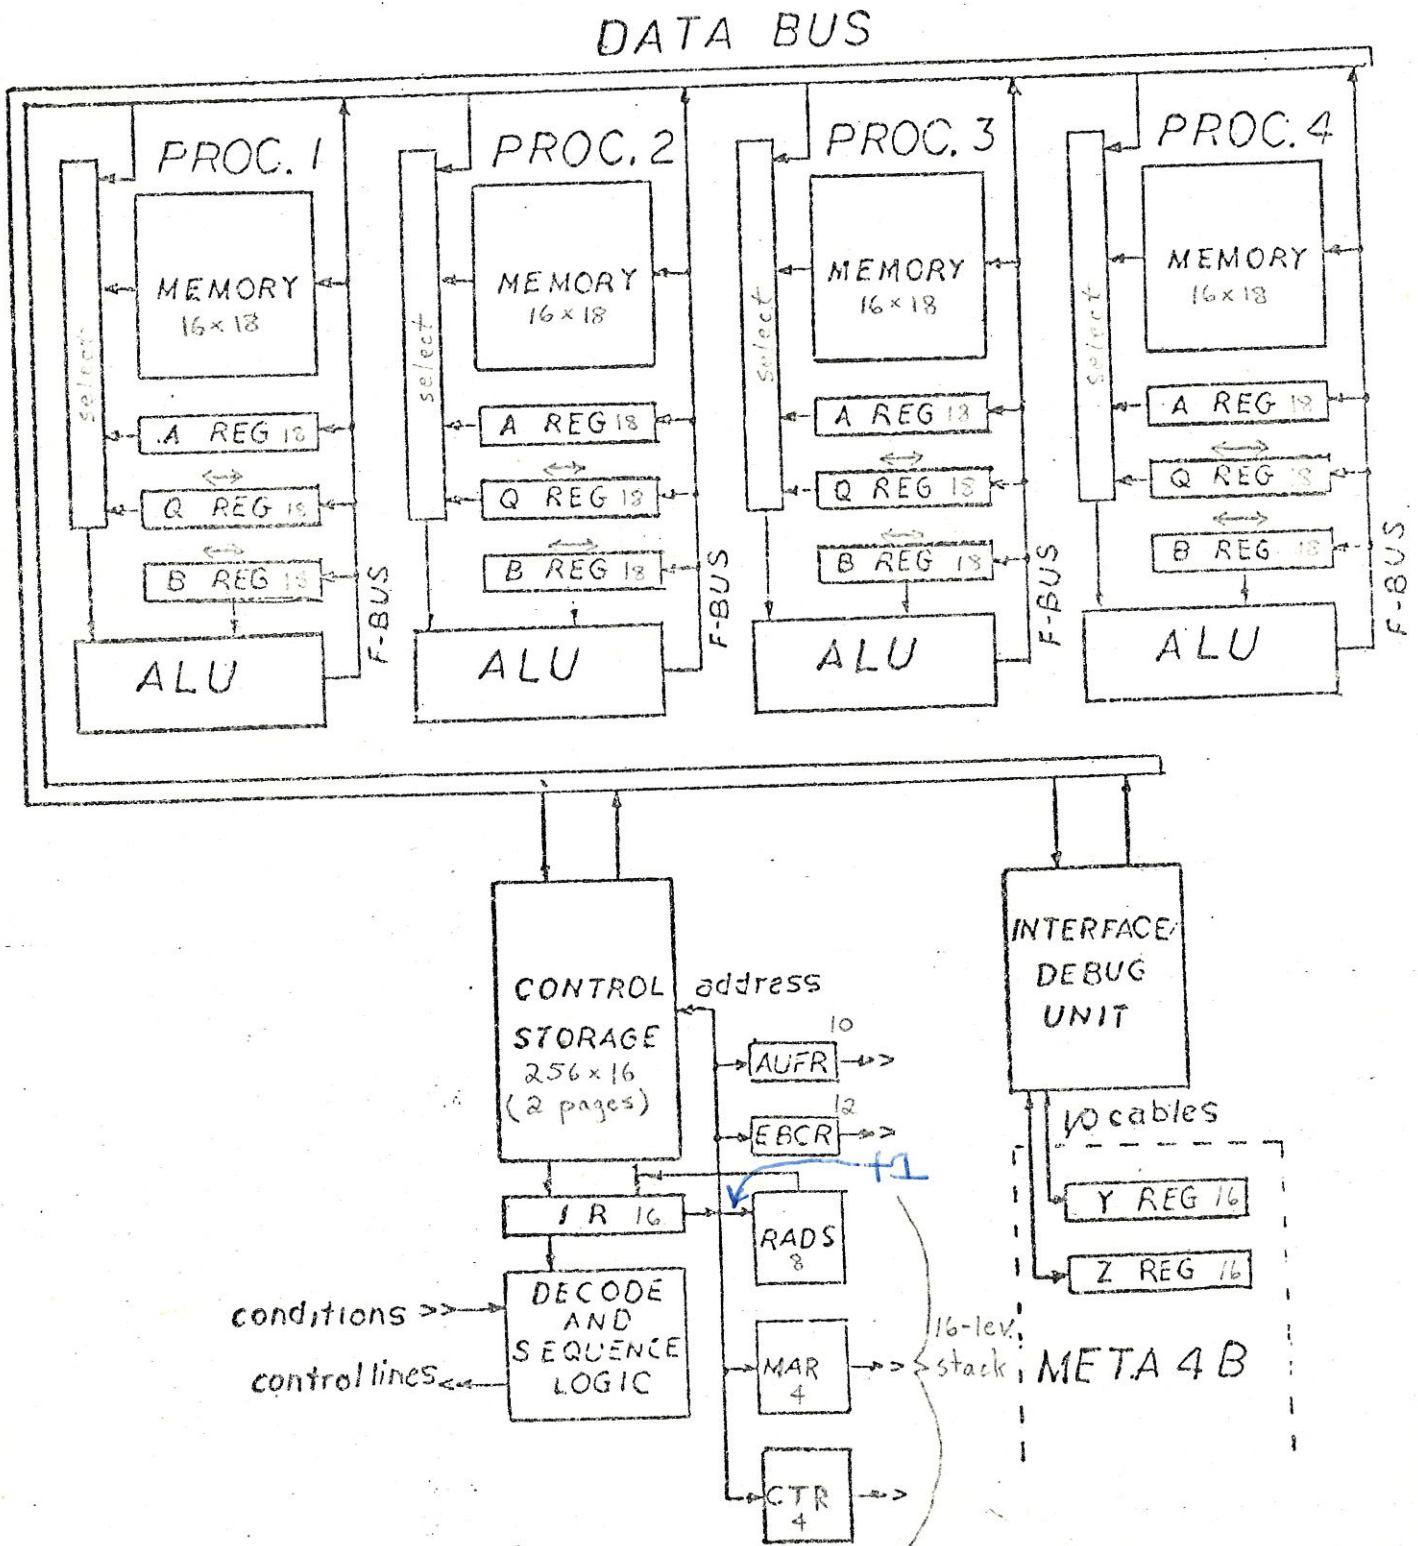 DATA BUS
PROC. 1
select
MEMORY
16×18
A REG 18
Q REG 18
B REG 18
ALU
F-BUS
PROC. 2
select
MEMORY
16×18
A REG 18
Q REG 18
B REG 18
ALU
F-BUS
PROC. 3
select
MEMORY
16×18
A REG 18
Q REG 18
B REG 18
ALU
F-BUS
PROC. 4
select
MEMORY
16×18
A REG 18
Q REG 18
B REG 18
ALU
F-BUS
CONTROL
STORAGE
256×16
(2 pages)
address
10
AUFR
12
EBCR
+1
IR 16
RADS
8
DECODE
AND
SEQUENCE
LOGIC
conditions
control lines
MAR
4
CTR
4
16-lev.
stack
INTERFACE/
DEBUG
UNIT
I/O cables
Y REG 16
Z REG 16
META 4B